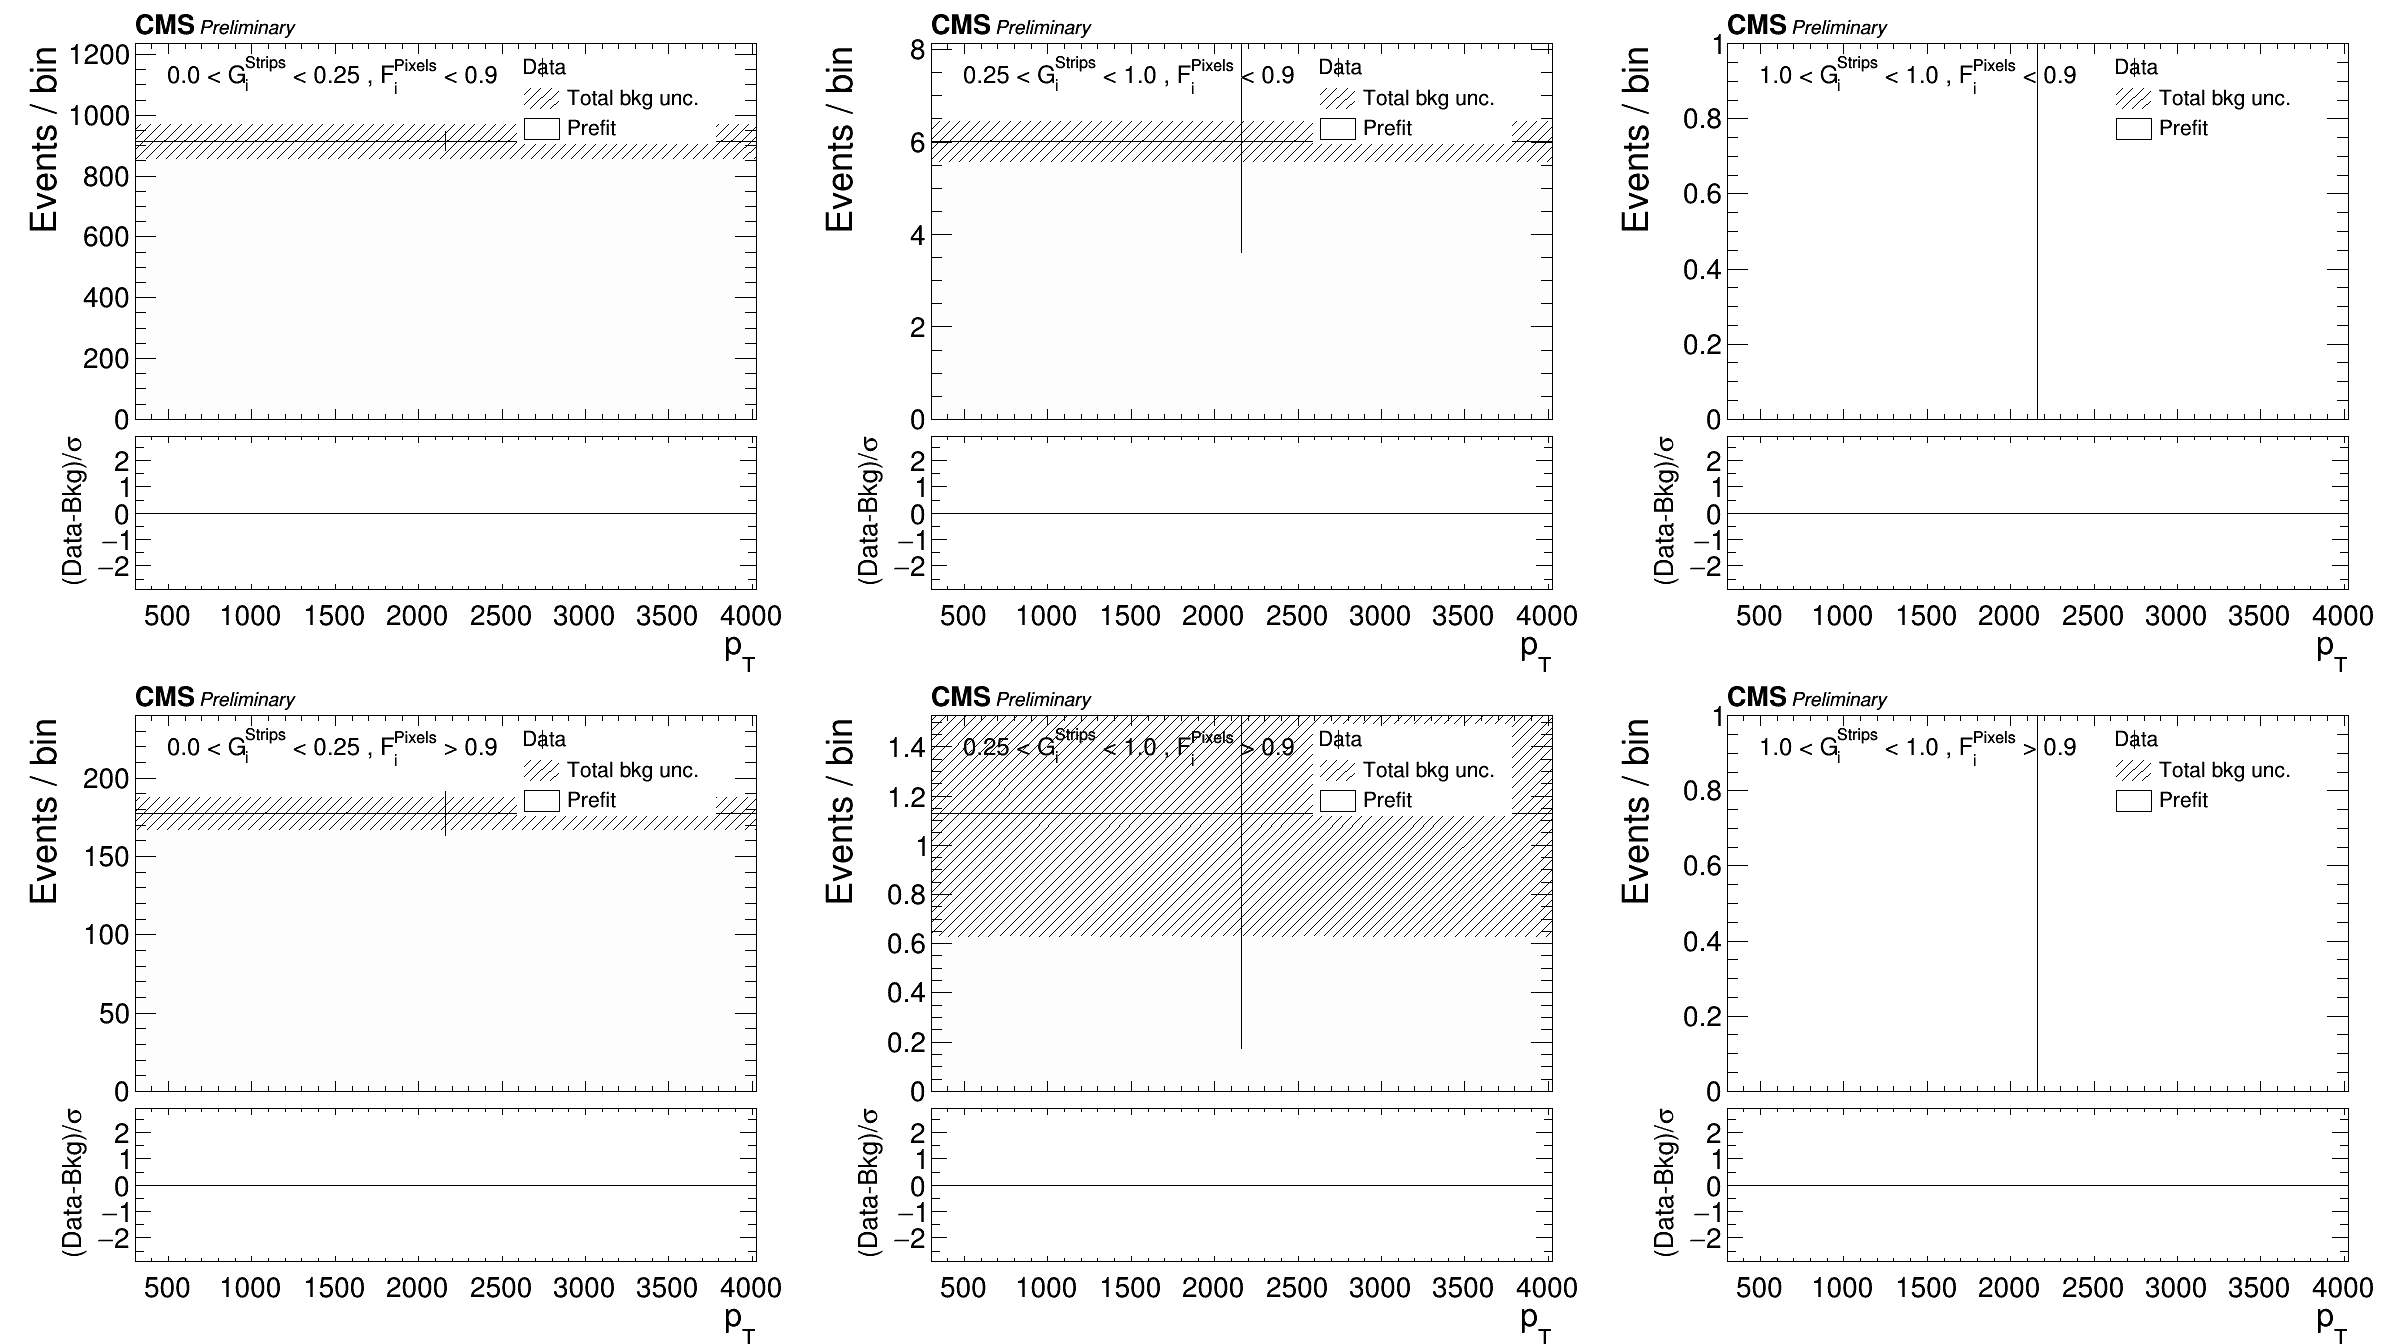 CMS Preliminary
Events / bin
1200
1000
800
600
400
200
0
0.0 < G_i^Strips < 0.25 , F_i^Pixels < 0.9
Data
Total bkg unc.
Prefit
(Data-Bkg)/σ
2
1
0
−1
−2
500 1000 1500 2000 2500 3000 3500 4000
p_T
CMS Preliminary
Events / bin
8
6
4
2
0
0.25 < G_i^Strips < 1.0 , F_i^Pixels < 0.9
Data
Total bkg unc.
Prefit
(Data-Bkg)/σ
2
1
0
−1
−2
500 1000 1500 2000 2500 3000 3500 4000
p_T
CMS Preliminary
Events / bin
1
0.8
0.6
0.4
0.2
0
1.0 < G_i^Strips < 1.0 , F_i^Pixels < 0.9
Data
Total bkg unc.
Prefit
(Data-Bkg)/σ
2
1
0
−1
−2
500 1000 1500 2000 2500 3000 3500 4000
p_T
CMS Preliminary
Events / bin
200
150
100
50
0
0.0 < G_i^Strips < 0.25 , F_i^Pixels > 0.9
Data
Total bkg unc.
Prefit
(Data-Bkg)/σ
2
1
0
−1
−2
500 1000 1500 2000 2500 3000 3500 4000
p_T
CMS Preliminary
Events / bin
1.4
1.2
1
0.8
0.6
0.4
0.2
0
0.25 < G_i^Strips < 1.0 , F_i^Pixels > 0.9
Data
Total bkg unc.
Prefit
(Data-Bkg)/σ
2
1
0
−1
−2
500 1000 1500 2000 2500 3000 3500 4000
p_T
CMS Preliminary
Events / bin
1
0.8
0.6
0.4
0.2
0
1.0 < G_i^Strips < 1.0 , F_i^Pixels > 0.9
Data
Total bkg unc.
Prefit
(Data-Bkg)/σ
2
1
0
−1
−2
500 1000 1500 2000 2500 3000 3500 4000
p_T